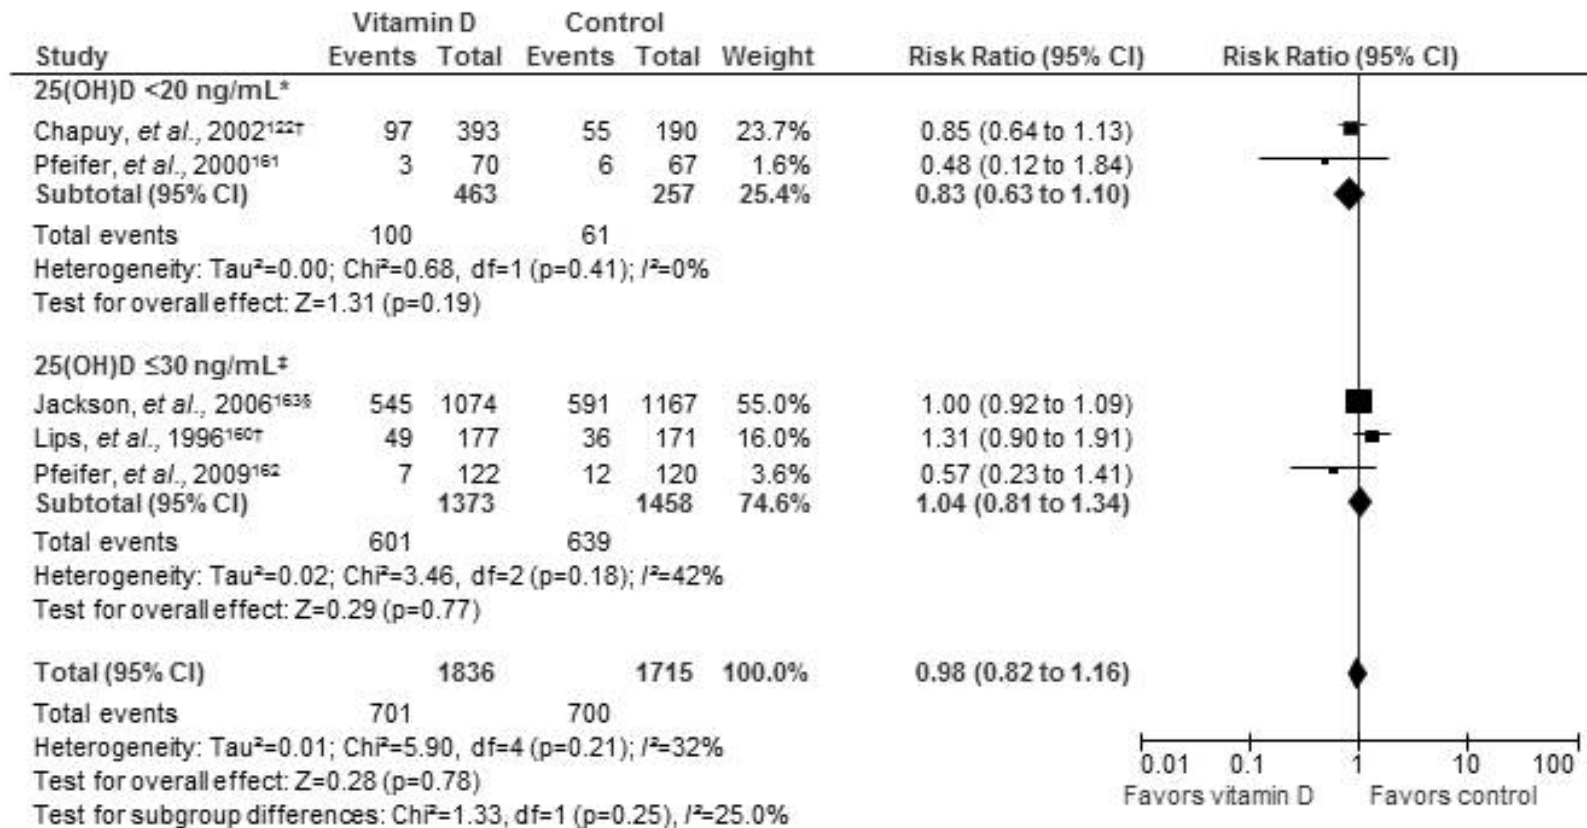 Vitamin D Control
Study Events Total Events Total Weight Risk Ratio (95% CI) Risk Ratio (95% CI)
25(OH)D <20 ng/mL*
Chapuy, et al., 2002¹²²† 97 393 55 190 23.7% 0.85 (0.64 to 1.13)
Pfeifer, et al., 2000¹⁶¹ 3 70 6 67 1.6% 0.48 (0.12 to 1.84)
Subtotal (95% CI) 463 257 25.4% 0.83 (0.63 to 1.10)
Total events 100 61
Heterogeneity: Tau²=0.00; Chi²=0.68, df=1 (p=0.41); I²=0%
Test for overall effect: Z=1.31 (p=0.19)
25(OH)D ≤30 ng/mL‡
Jackson, et al., 2006¹⁶³§ 545 1074 591 1167 55.0% 1.00 (0.92 to 1.09)
Lips, et al., 1996¹⁶⁰† 49 177 36 171 16.0% 1.31 (0.90 to 1.91)
Pfeifer, et al., 2009¹⁶² 7 122 12 120 3.6% 0.57 (0.23 to 1.41)
Subtotal (95% CI) 1373 1458 74.6% 1.04 (0.81 to 1.34)
Total events 601 639
Heterogeneity: Tau²=0.02; Chi²=3.46, df=2 (p=0.18); I²=42%
Test for overall effect: Z=0.29 (p=0.77)
Total (95% CI) 1836 1715 100.0% 0.98 (0.82 to 1.16)
Total events 701 700
Heterogeneity: Tau²=0.01; Chi²=5.90, df=4 (p=0.21); I²=32%
Test for overall effect: Z=0.28 (p=0.78)
Test for subgroup differences: Chi²=1.33, df=1 (p=0.25), I²=25.0%
0.01 0.1 1 10 100
Favors vitamin D Favors control